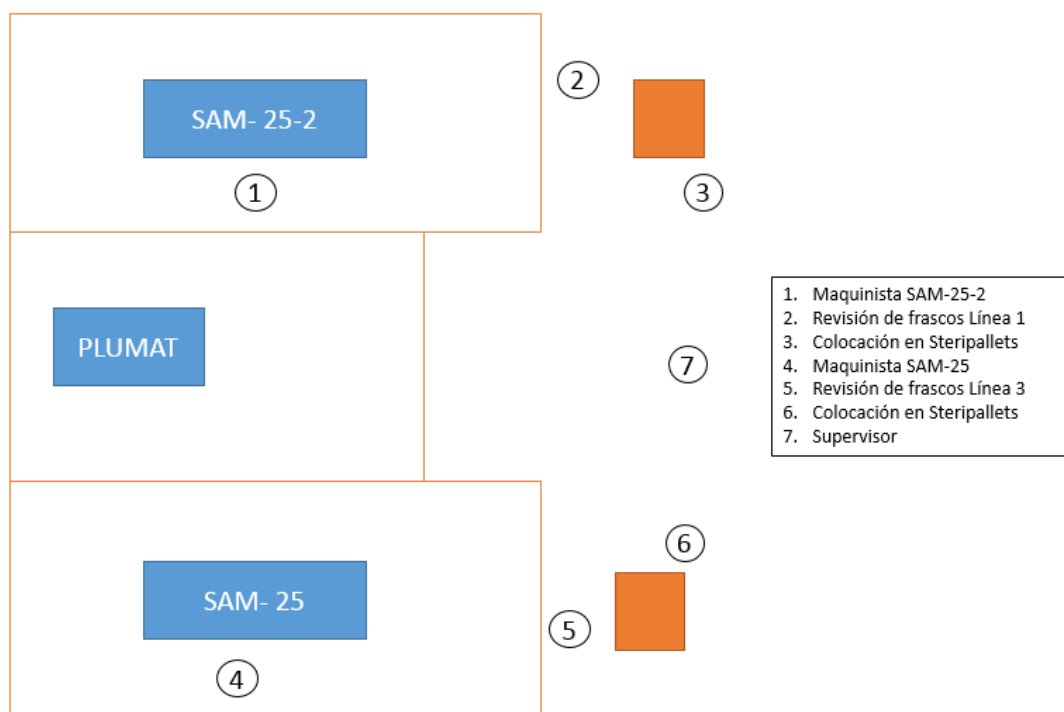 SAM- 25-2
1
2
3
PLUMAT
7
1. Maquinista SAM-25-2
2. Revisión de frascos Línea 1
3. Colocación en Steripallets
4. Maquinista SAM-25
5. Revisión de frascos Línea 3
6. Colocación en Steripallets
7. Supervisor
SAM- 25
4
5
6